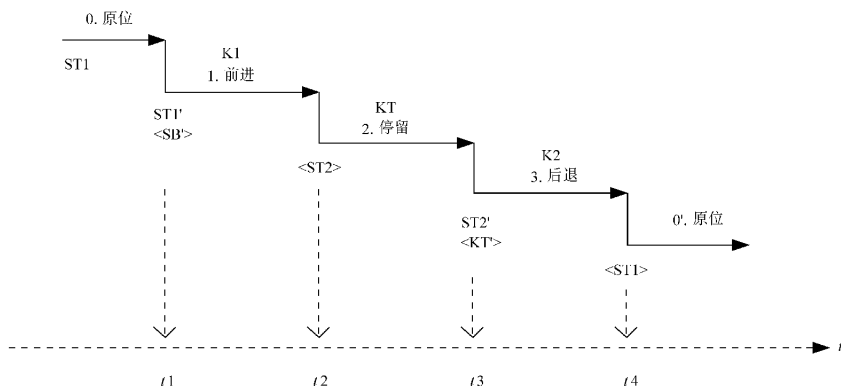 0. 原位
ST1
K1
1. 前进
ST1'
<SB'>
KT
2. 停留
<ST2>
K2
3. 后退
ST2'
<KT'>
0'. 原位
<ST1>
t
t1 t2 t3 t4